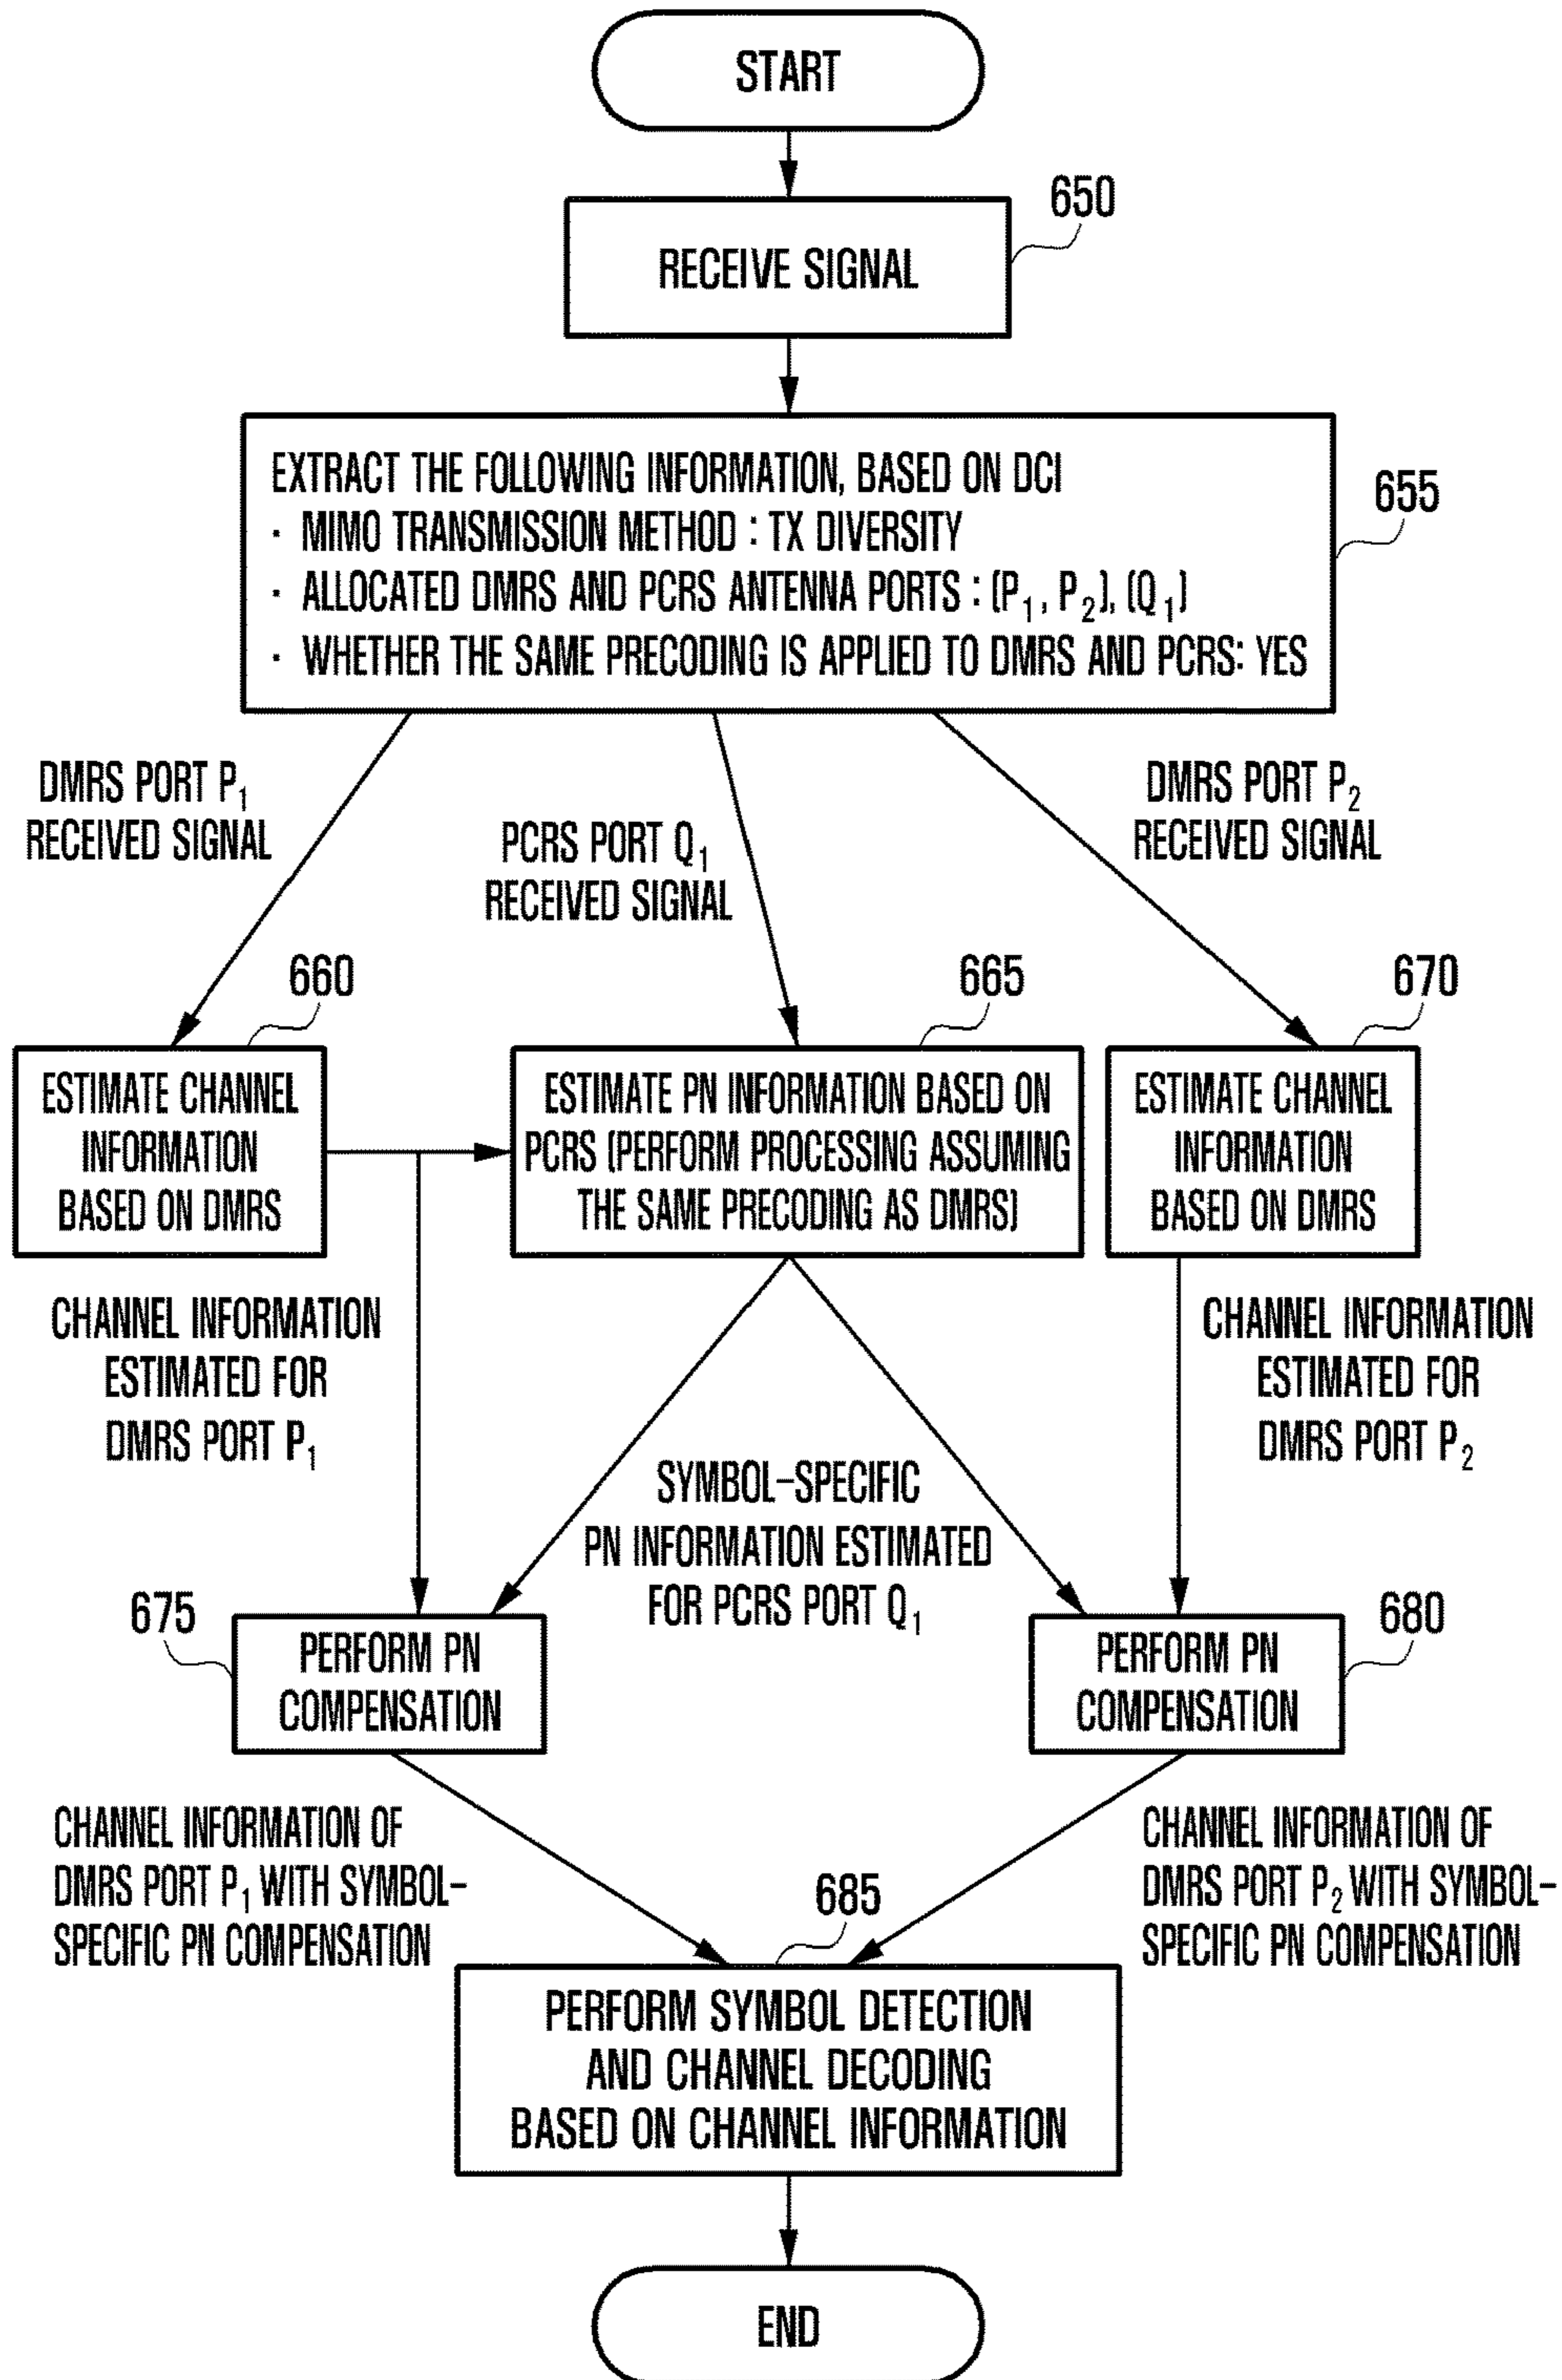 START
650
RECEIVE SIGNAL
655
EXTRACT THE FOLLOWING INFORMATION, BASED ON DCI
· MIMO TRANSMISSION METHOD : TX DIVERSITY
· ALLOCATED DMRS AND PCRS ANTENNA PORTS : (P1, P2), (Q1)
· WHETHER THE SAME PRECODING IS APPLIED TO DMRS AND PCRS: YES
DMRS PORT P1
RECEIVED SIGNAL
PCRS PORT Q1
RECEIVED SIGNAL
DMRS PORT P2
RECEIVED SIGNAL
660
ESTIMATE CHANNEL
INFORMATION
BASED ON DMRS
665
ESTIMATE PN INFORMATION BASED ON
PCRS (PERFORM PROCESSING ASSUMING
THE SAME PRECODING AS DMRS)
670
ESTIMATE CHANNEL
INFORMATION
BASED ON DMRS
CHANNEL INFORMATION
ESTIMATED FOR
DMRS PORT P1
SYMBOL-SPECIFIC
PN INFORMATION ESTIMATED
FOR PCRS PORT Q1
CHANNEL INFORMATION
ESTIMATED FOR
DMRS PORT P2
675
PERFORM PN
COMPENSATION
680
PERFORM PN
COMPENSATION
CHANNEL INFORMATION OF
DMRS PORT P1 WITH SYMBOL-
SPECIFIC PN COMPENSATION
CHANNEL INFORMATION OF
DMRS PORT P2 WITH SYMBOL-
SPECIFIC PN COMPENSATION
685
PERFORM SYMBOL DETECTION
AND CHANNEL DECODING
BASED ON CHANNEL INFORMATION
END